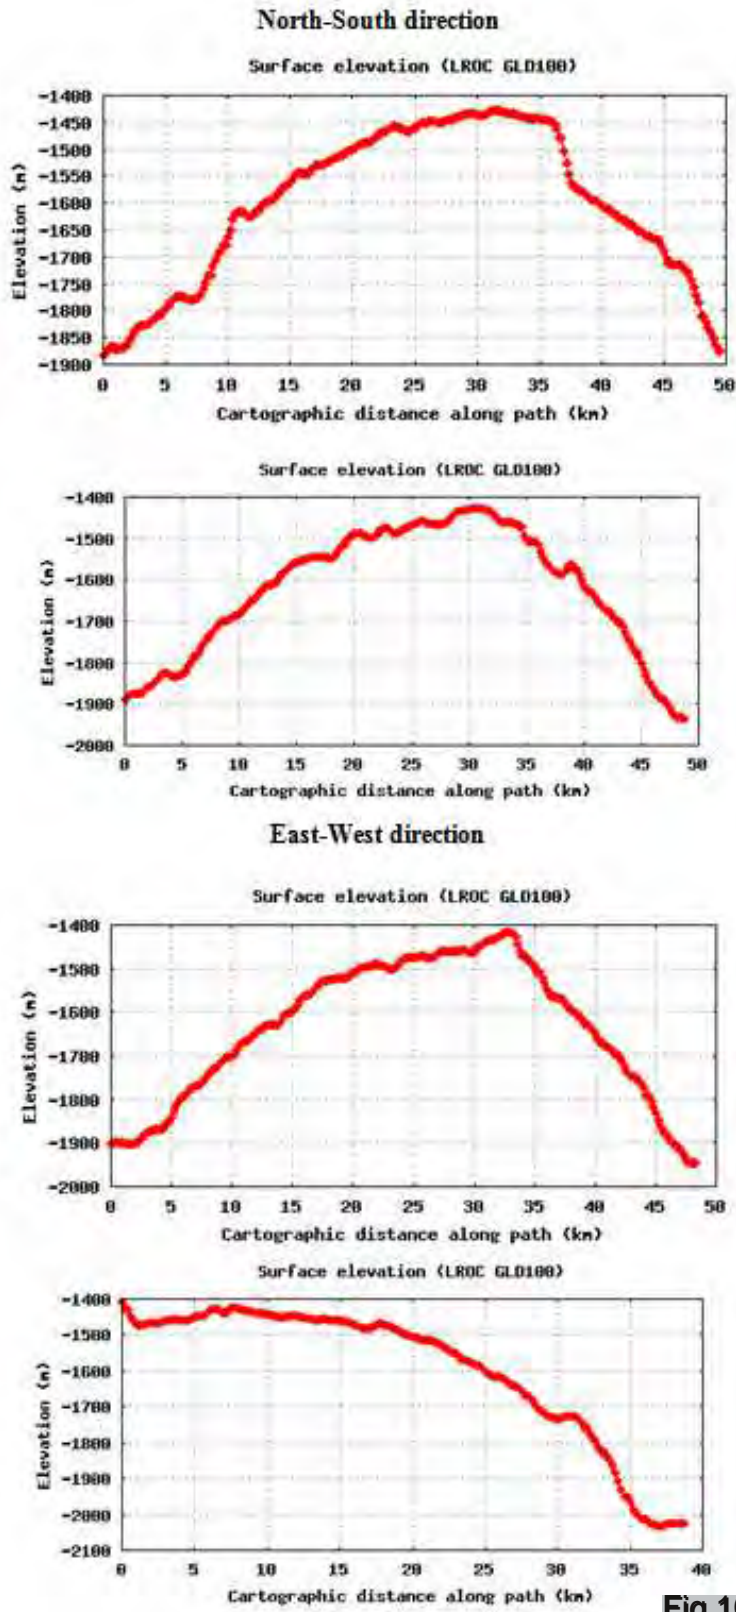 North-South direction
Surface elevation (LROC GLD100)
-1400
-1450
-1500
-1550
-1600
-1650
-1700
-1750
-1800
-1850
-1900
Elevation (m)
0 5 10 15 20 25 30 35 40 45 50
Cartographic distance along path (km)
Surface elevation (LROC GLD100)
-1400
-1500
-1600
-1700
-1800
-1900
-2000
Elevation (m)
0 5 10 15 20 25 30 35 40 45 50
Cartographic distance along path (km)
East-West direction
Surface elevation (LROC GLD100)
-1400
-1500
-1600
-1700
-1800
-1900
-2000
Elevation (m)
0 5 10 15 20 25 30 35 40 45 50
Cartographic distance along path (km)
Surface elevation (LROC GLD100)
-1400
-1500
-1600
-1700
-1800
-1900
-2000
-2100
Elevation (m)
0 5 10 15 20 25 30 35 40
Cartographic distance along path (km)
Fig